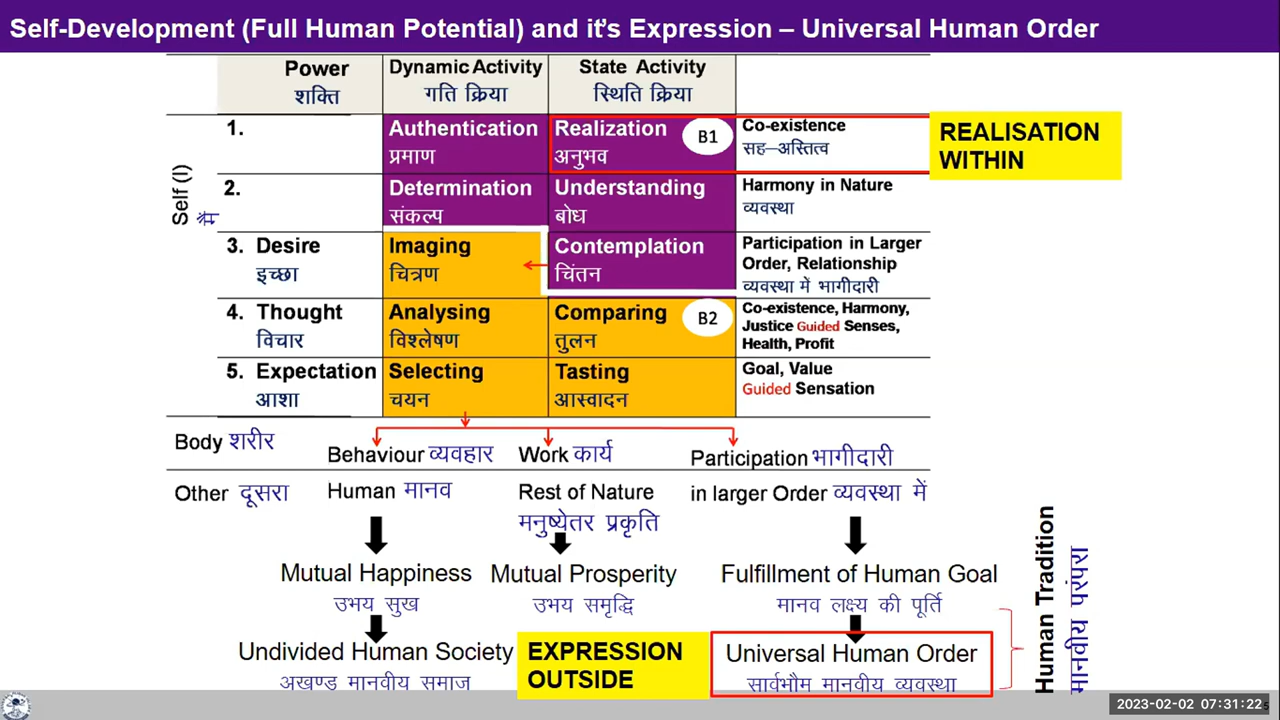 Self-Development (Full Human Potential) and it's Expression – Universal Human Order
Power Dynamic Activity State Activity
शक्ति गति क्रिया स्थिति क्रिया
1. Authentication Realization B1 Co-existence
प्रमाण अनुभव सह–अस्तित्व
REALISATION
WITHIN
2. Determination Understanding Harmony in Nature
संकल्प बोध व्यवस्था
Self (I)
मैं
3. Desire Imaging Contemplation Participation in Larger
Order, Relationship
इच्छा चित्रण चिंतन व्यवस्था में भागीदारी
4. Thought Analysing Comparing B2 Co-existence, Harmony,
Justice Guided Senses,
विचार विश्लेषण तुलन Health, Profit
5. Expectation Selecting Tasting Goal, Value
आशा चयन आस्वादन Guided Sensation
Body शरीर Behaviour व्यवहार Work कार्य Participation भागीदारी
Other दूसरा Human मानव Rest of Nature in larger Order व्यवस्था में
मनुष्येतर प्रकृति
Mutual Happiness Mutual Prosperity Fulfillment of Human Goal
उभय सुख उभय समृद्धि मानव लक्ष्य की पूर्ति
Undivided Human Society EXPRESSION Universal Human Order
अखण्ड मानवीय समाज OUTSIDE सार्वभौम मानवीय व्यवस्था
Human Tradition
मानवीय परंपरा
2023-02-02 07:31:22